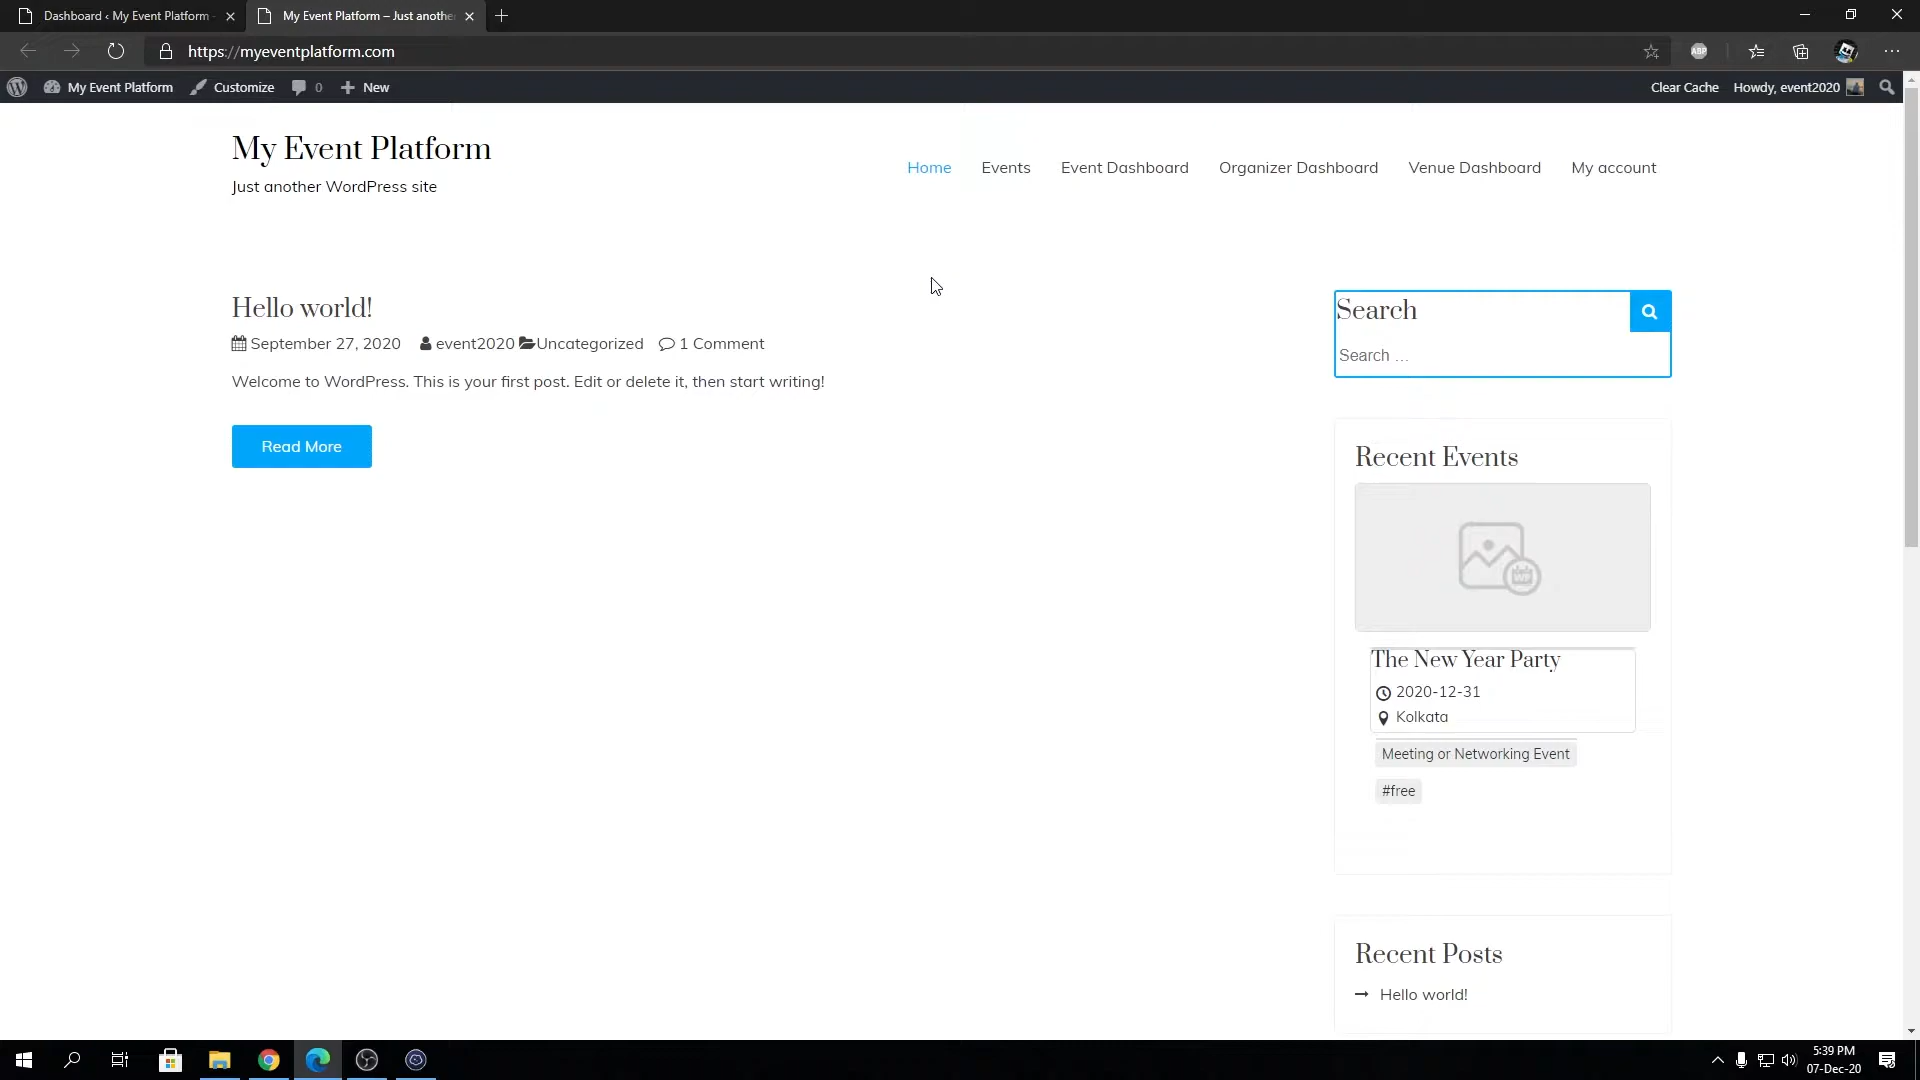 Dashboard ‹ My Event Platform
My Event Platform – Just anothe
https://myeventplatform.com
ABP
My Event Platform
Customize
0
New
Clear Cache
Howdy, event2020
My Event Platform
Just another WordPress site
Home
Events
Event Dashboard
Organizer Dashboard
Venue Dashboard
My account
Hello world!
September 27, 2020
event2020
Uncategorized
1 Comment
Welcome to WordPress. This is your first post. Edit or delete it, then start writing!
Read More
Search
Search …
Recent Events
WP
The New Year Party
2020-12-31
Kolkata
Meeting or Networking Event
#free
Recent Posts
Hello world!
5:39 PM
07-Dec-20